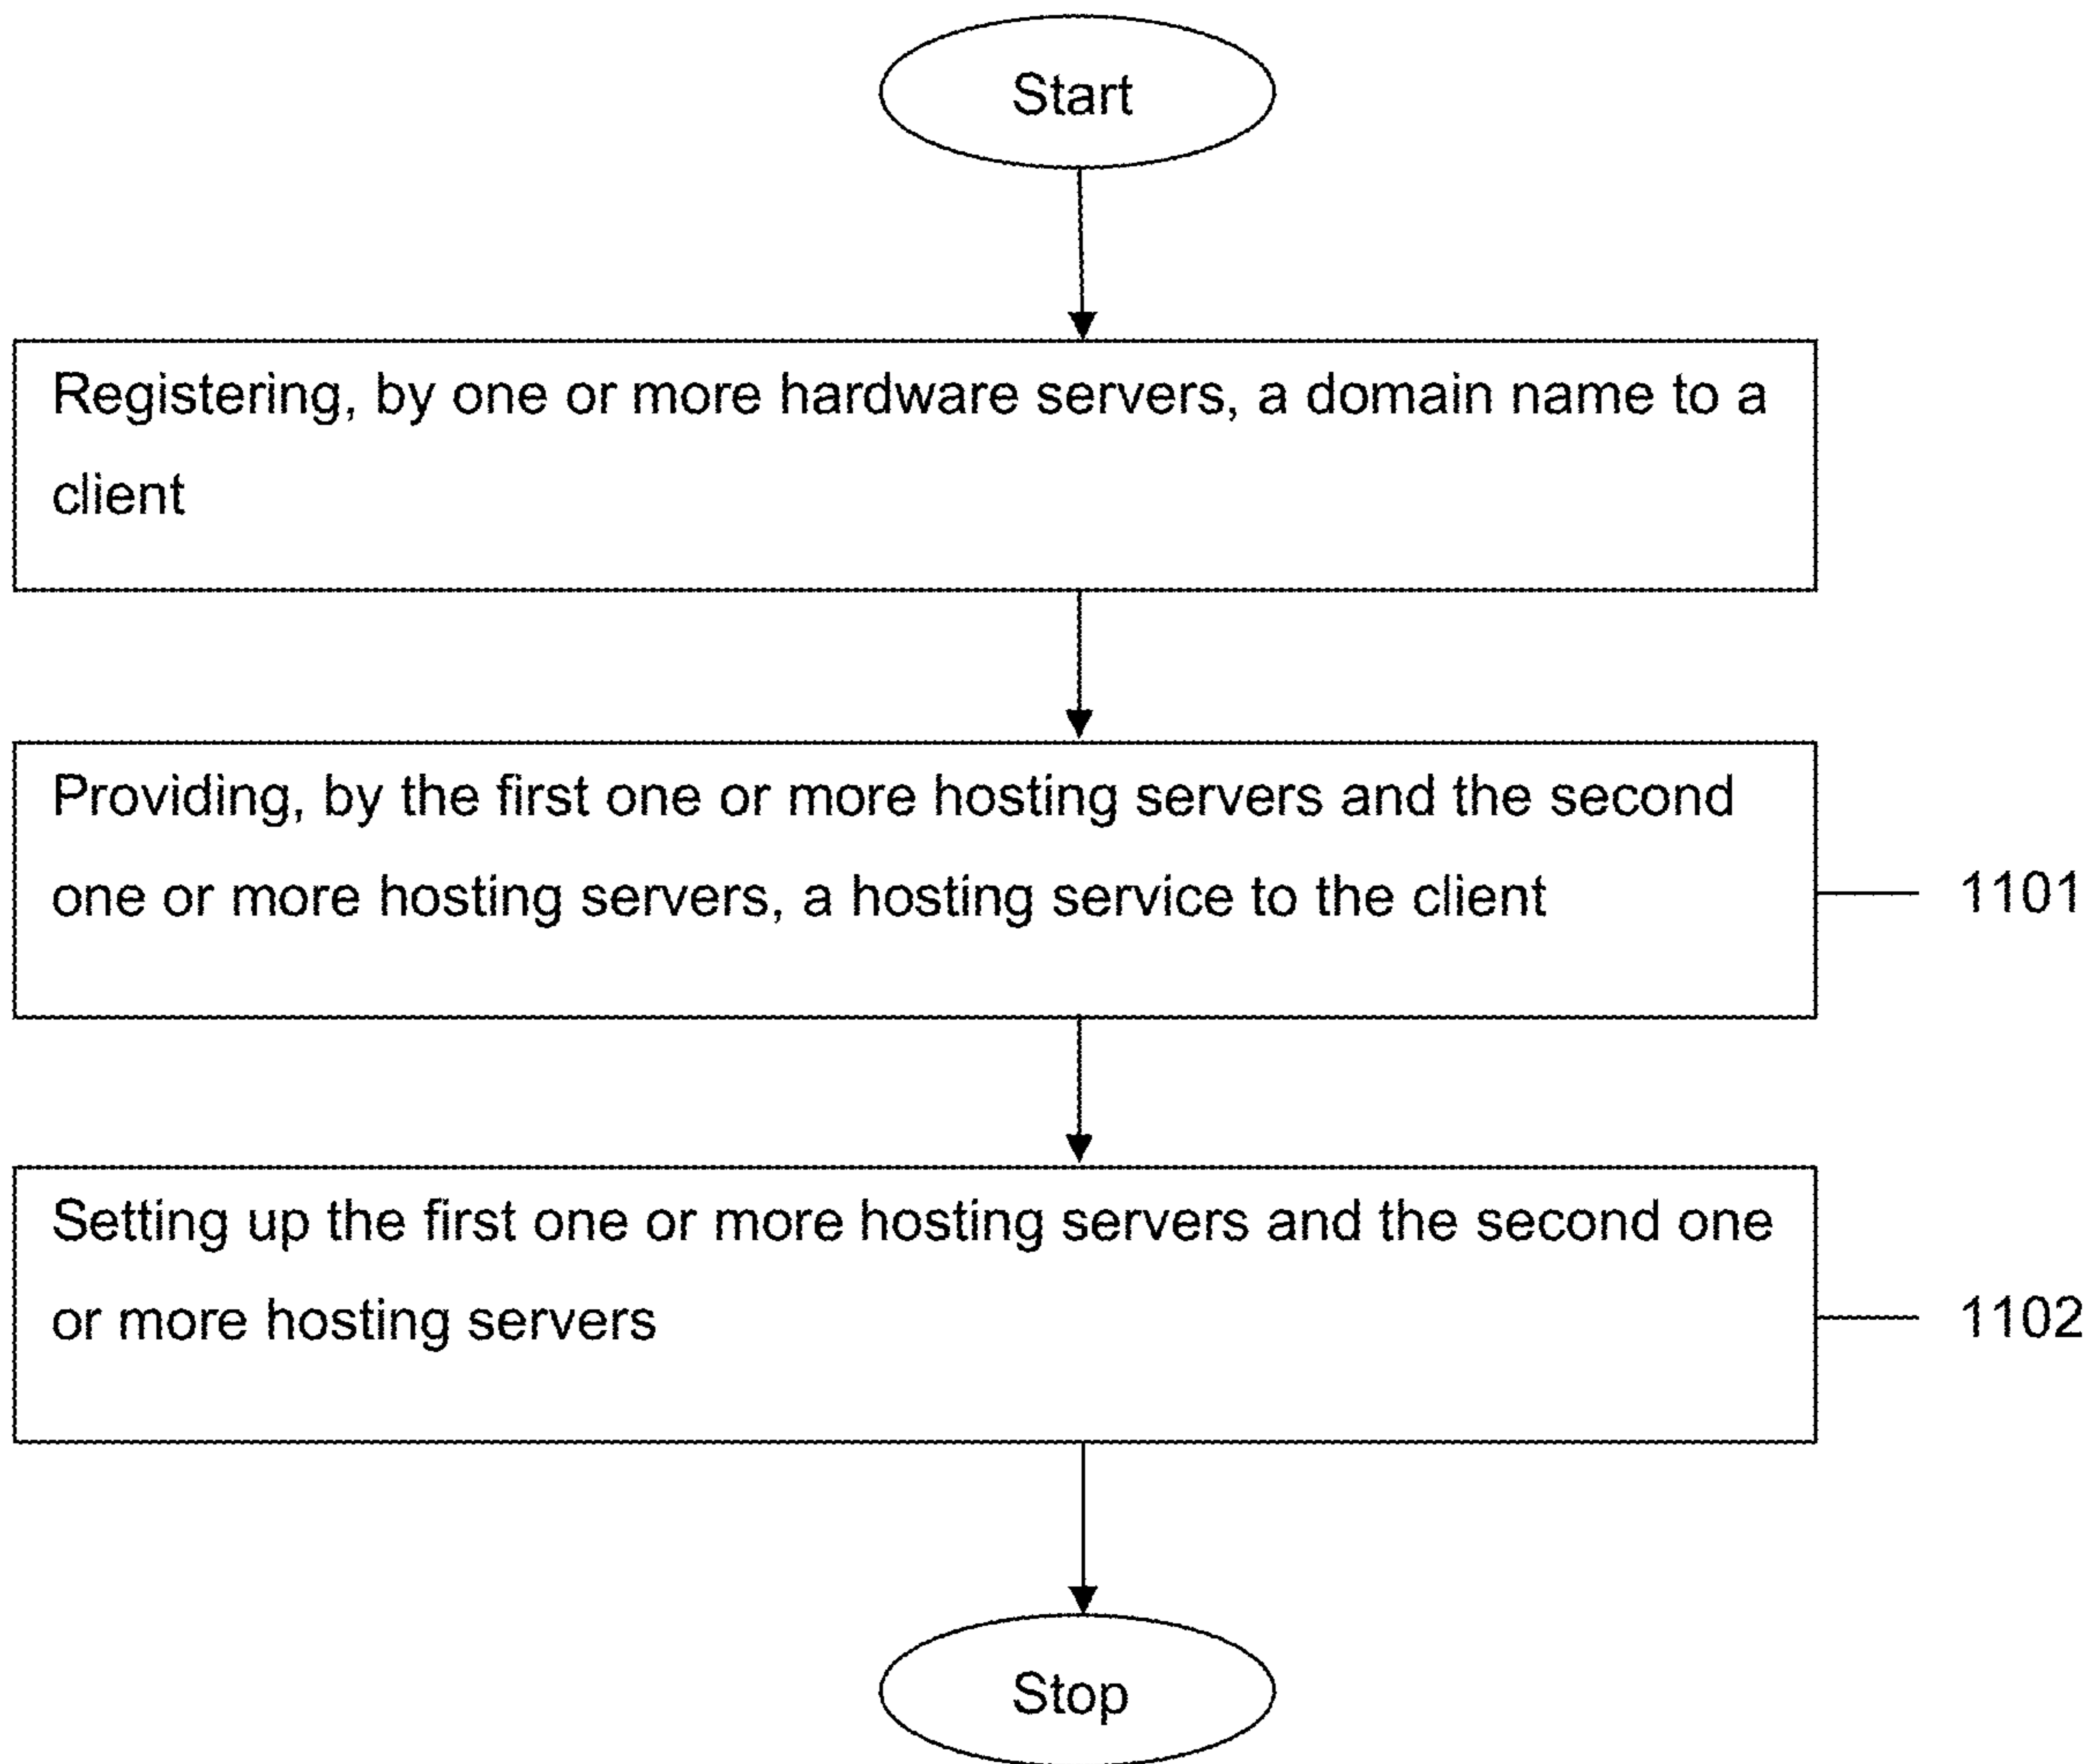 Start
Registering, by one or more hardware servers, a domain name to a
client
Providing, by the first one or more hosting servers and the second
one or more hosting servers, a hosting service to the client
1101
Setting up the first one or more hosting servers and the second one
or more hosting servers
1102
Stop